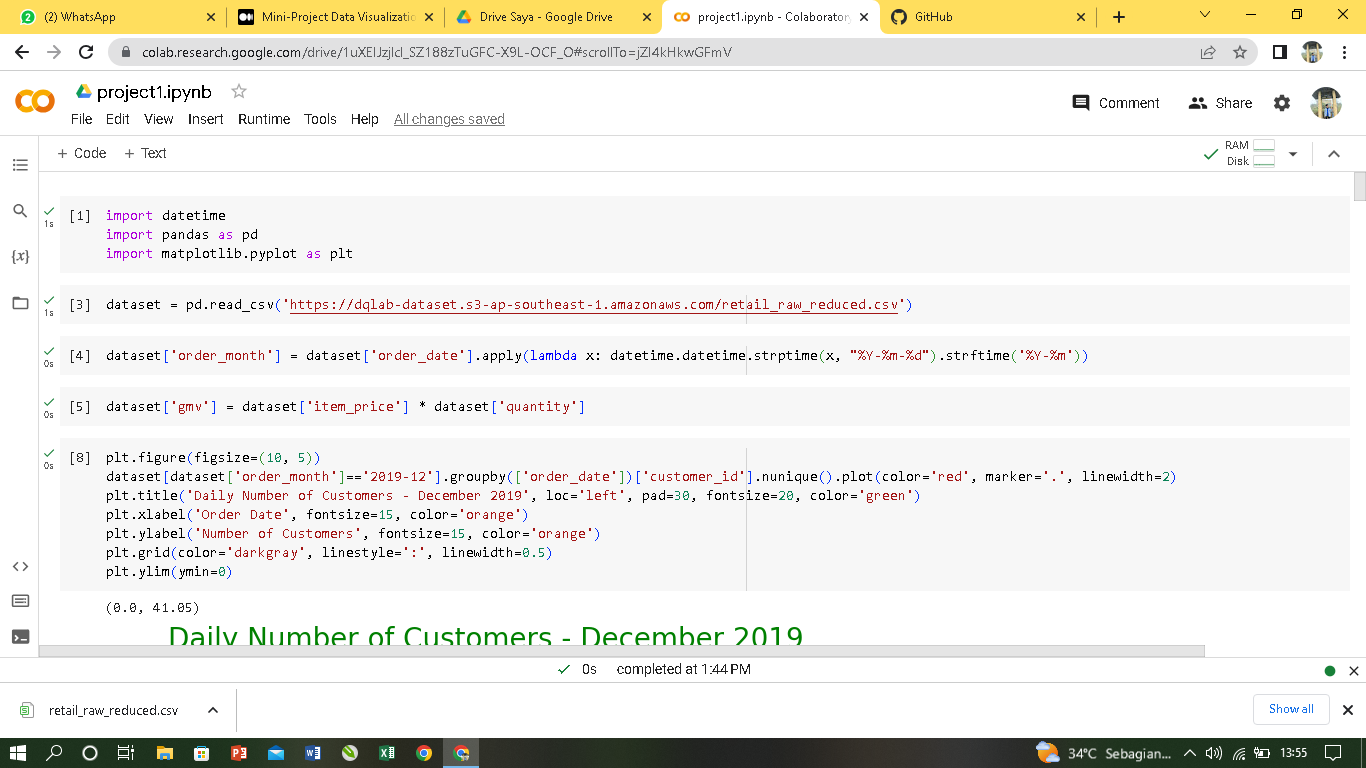 (2) WhatsApp
Mini-Project Data Visualizatio
Drive Saya - Google Drive
project1.ipynb - Colaboratory
GitHub
colab.research.google.com/drive/1uXEIJzjIcl_SZ188zTuGFC-X9L-OCF_O#scrollTo=jZI4kHkwGFmV
project1.ipynb
Comment
Share
File Edit View Insert Runtime Tools Help All changes saved
+ Code + Text
RAM
Disk
{x}
1s
[1] import datetime
import pandas as pd
import matplotlib.pyplot as plt
1s
[3] dataset = pd.read_csv('https://dqlab-dataset.s3-ap-southeast-1.amazonaws.com/retail_raw_reduced.csv')
0s
[4] dataset['order_month'] = dataset['order_date'].apply(lambda x: datetime.datetime.strptime(x, "%Y-%m-%d").strftime('%Y-%m'))
0s
[5] dataset['gmv'] = dataset['item_price'] * dataset['quantity']
0s
[8] plt.figure(figsize=(10, 5))
dataset[dataset['order_month']=='2019-12'].groupby(['order_date'])['customer_id'].nunique().plot(color='red', marker='.', linewidth=2)
plt.title('Daily Number of Customers - December 2019', loc='left', pad=30, fontsize=20, color='green')
plt.xlabel('Order Date', fontsize=15, color='orange')
plt.ylabel('Number of Customers', fontsize=15, color='orange')
plt.grid(color='darkgray', linestyle=':', linewidth=0.5)
plt.ylim(ymin=0)
(0.0, 41.05)
Daily Number of Customers - December 2019
0s completed at 1:44 PM
retail_raw_reduced.csv
Show all
34°C Sebagian...
13:55